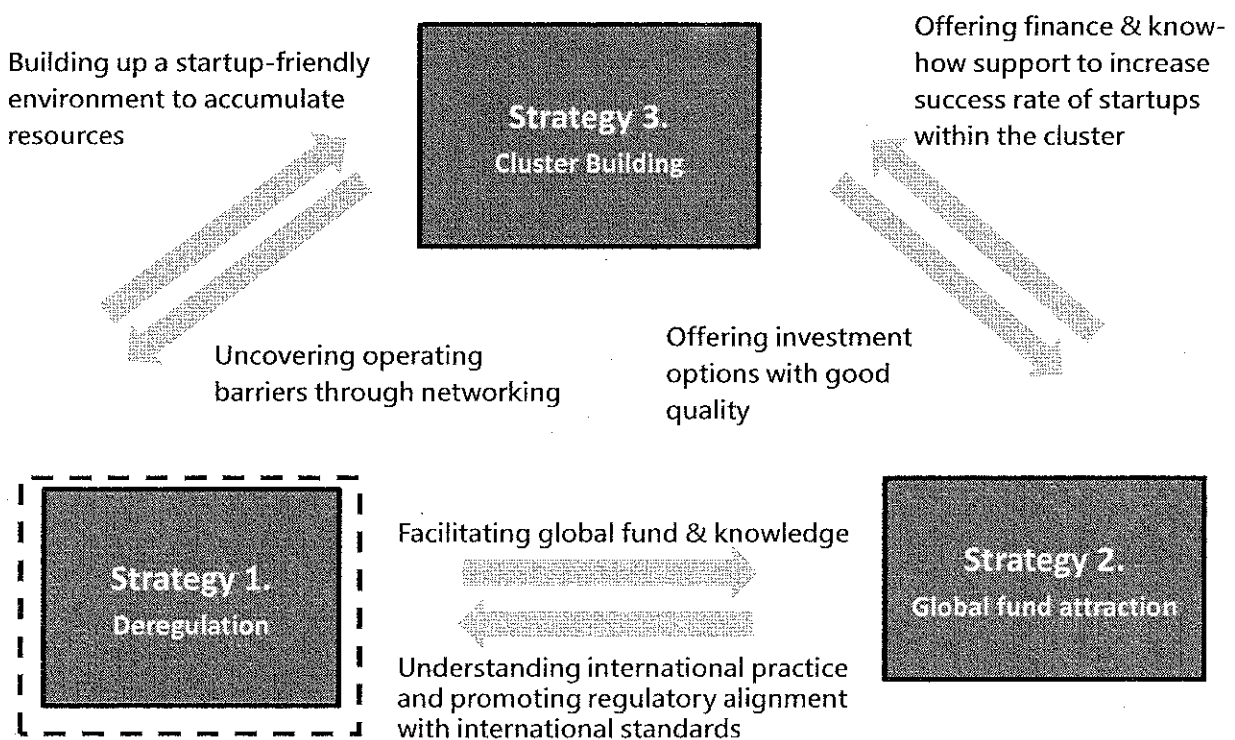 Building up a startup-friendly
environment to accumulate
resources
Strategy 3.
Cluster Building
Offering finance & know-
how support to increase
success rate of startups
within the cluster
Uncovering operating
barriers through networking
Offering investment
options with good
quality
Strategy 1.
Deregulation
Facilitating global fund & knowledge
Understanding international practice
and promoting regulatory alignment
with international standards
Strategy 2.
Global fund attraction